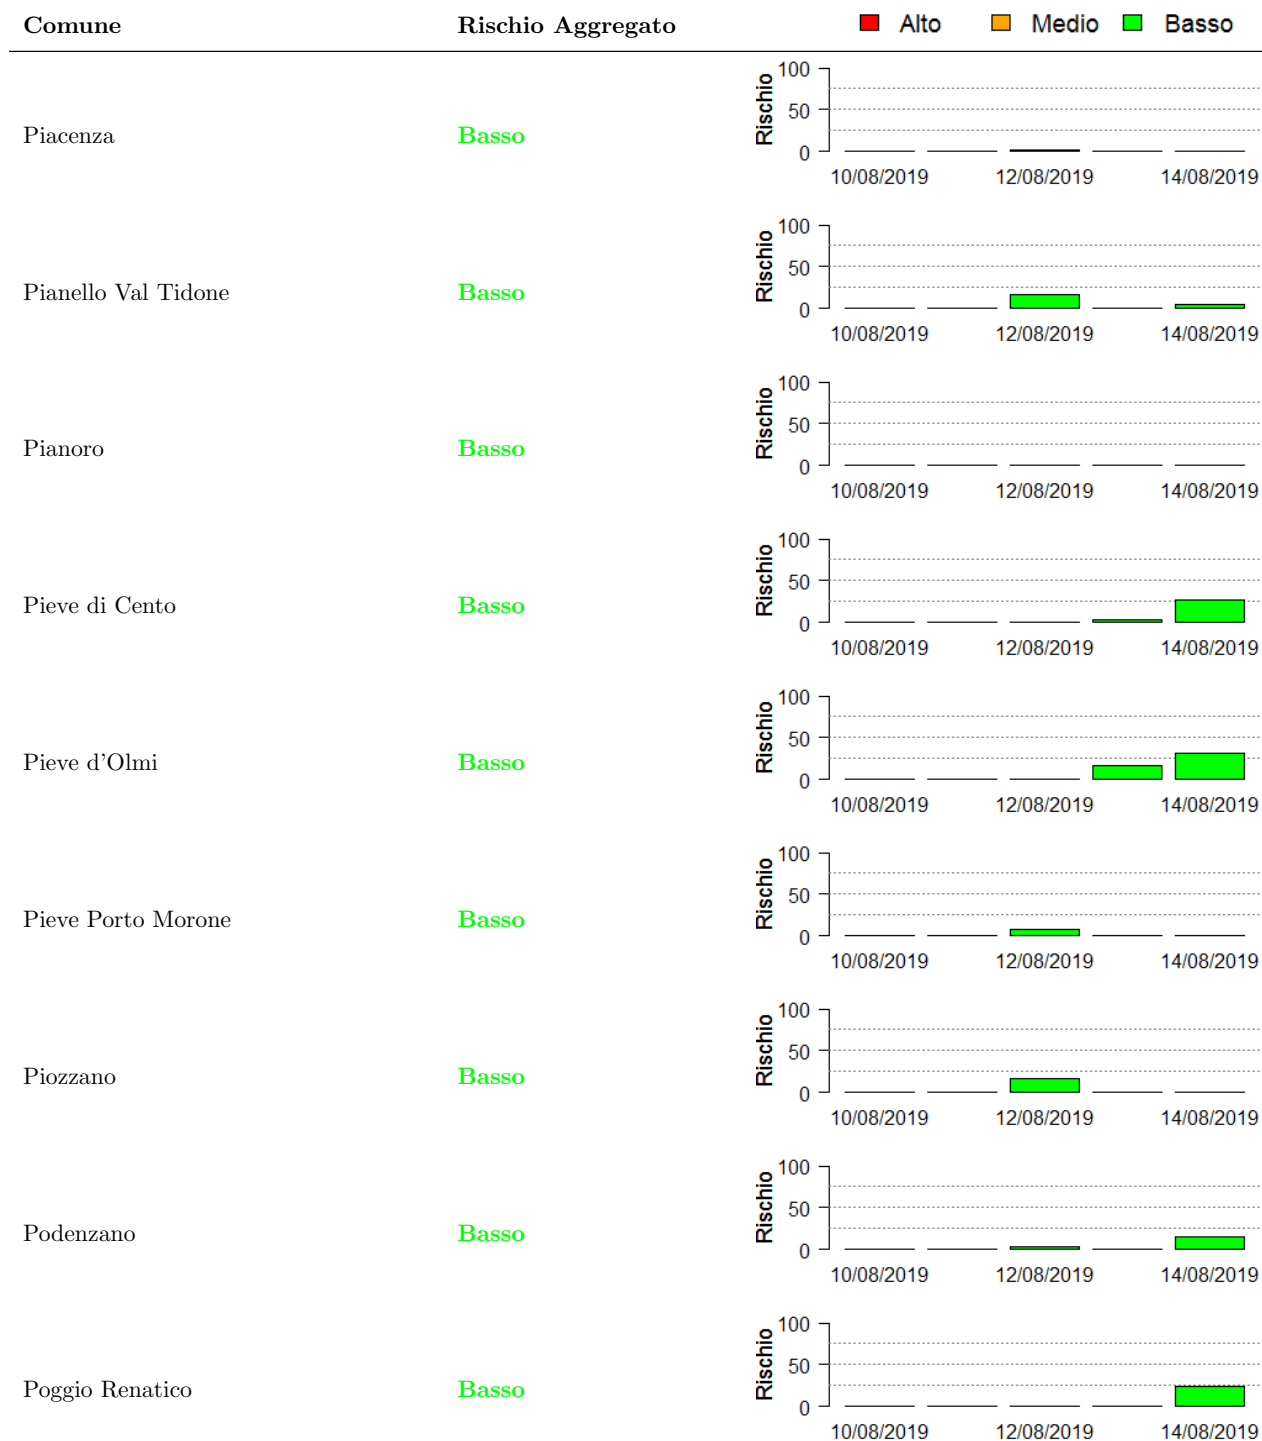 Comune Rischio Aggregato Alto Medio Basso
100
50
0
Rischio
Piacenza Basso
10/08/2019 12/08/2019 14/08/2019
100
50
0
Rischio
Pianello Val Tidone Basso
10/08/2019 12/08/2019 14/08/2019
100
50
0
Rischio
Pianoro Basso
10/08/2019 12/08/2019 14/08/2019
100
50
0
Rischio
Pieve di Cento Basso
10/08/2019 12/08/2019 14/08/2019
100
50
0
Rischio
Pieve d'Olmi Basso
10/08/2019 12/08/2019 14/08/2019
100
50
0
Rischio
Pieve Porto Morone Basso
10/08/2019 12/08/2019 14/08/2019
100
50
0
Rischio
Piozzano Basso
10/08/2019 12/08/2019 14/08/2019
100
50
0
Rischio
Podenzano Basso
10/08/2019 12/08/2019 14/08/2019
100
50
0
Rischio
Poggio Renatico Basso
10/08/2019 12/08/2019 14/08/2019